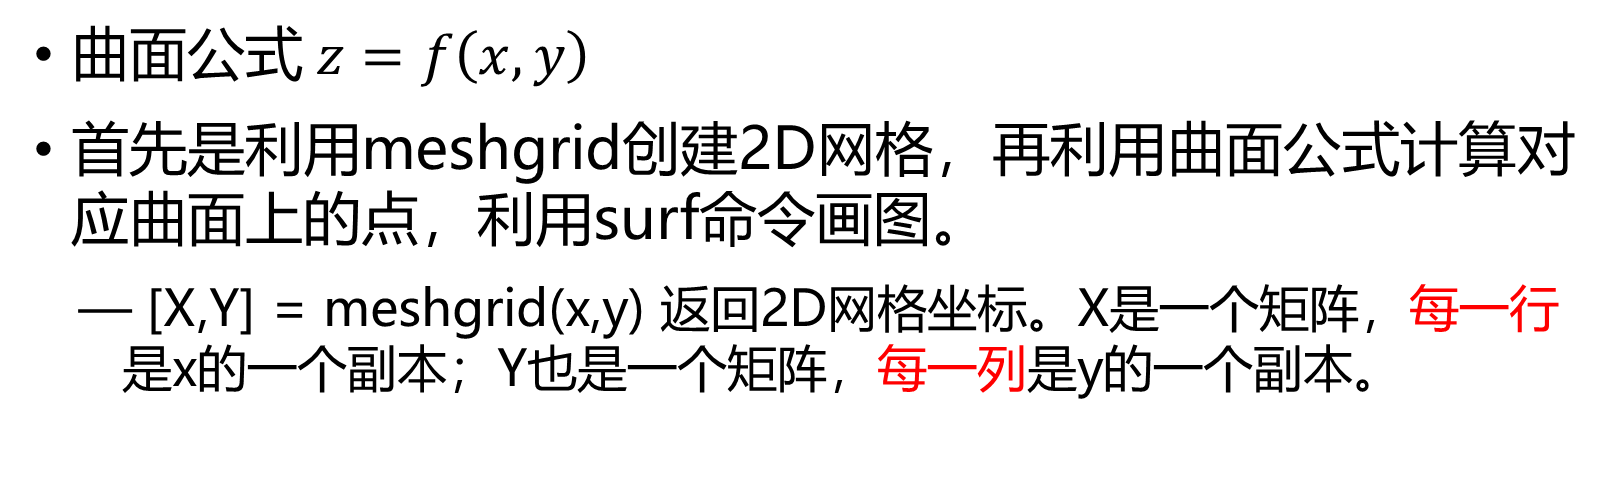 • 曲面公式 z = f(x, y)
• 首先是利用meshgrid创建2D网格，再利用曲面公式计算对
应曲面上的点，利用surf命令画图。
— [X,Y] = meshgrid(x,y) 返回2D网格坐标。X是一个矩阵，每一行
是x的一个副本；Y也是一个矩阵，每一列是y的一个副本。